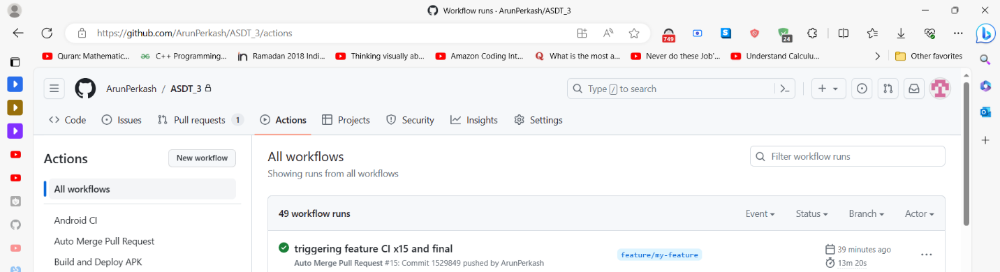 Workflow runs · ArunPerkash/ASDT_3
https://github.com/ArunPerkash/ASDT_3/actions
749
24
Quran: Mathematic...
C++ Programming...
Ramadan 2018 Indi...
Thinking visually ab...
Amazon Coding Int...
What is the most a...
Never do these Job'...
Understand Calculu...
Other favorites
ArunPerkash / ASDT_3
Type / to search
Code
Issues
Pull requests 1
Actions
Projects
Security
Insights
Settings
Actions
New workflow
All workflows
Android CI
Auto Merge Pull Request
Build and Deploy APK
All workflows
Showing runs from all workflows
Filter workflow runs
49 workflow runs
Event
Status
Branch
Actor
triggering feature CI x15 and final
Auto Merge Pull Request #15: Commit 1529849 pushed by ArunPerkash
feature/my-feature
39 minutes ago
13m 20s